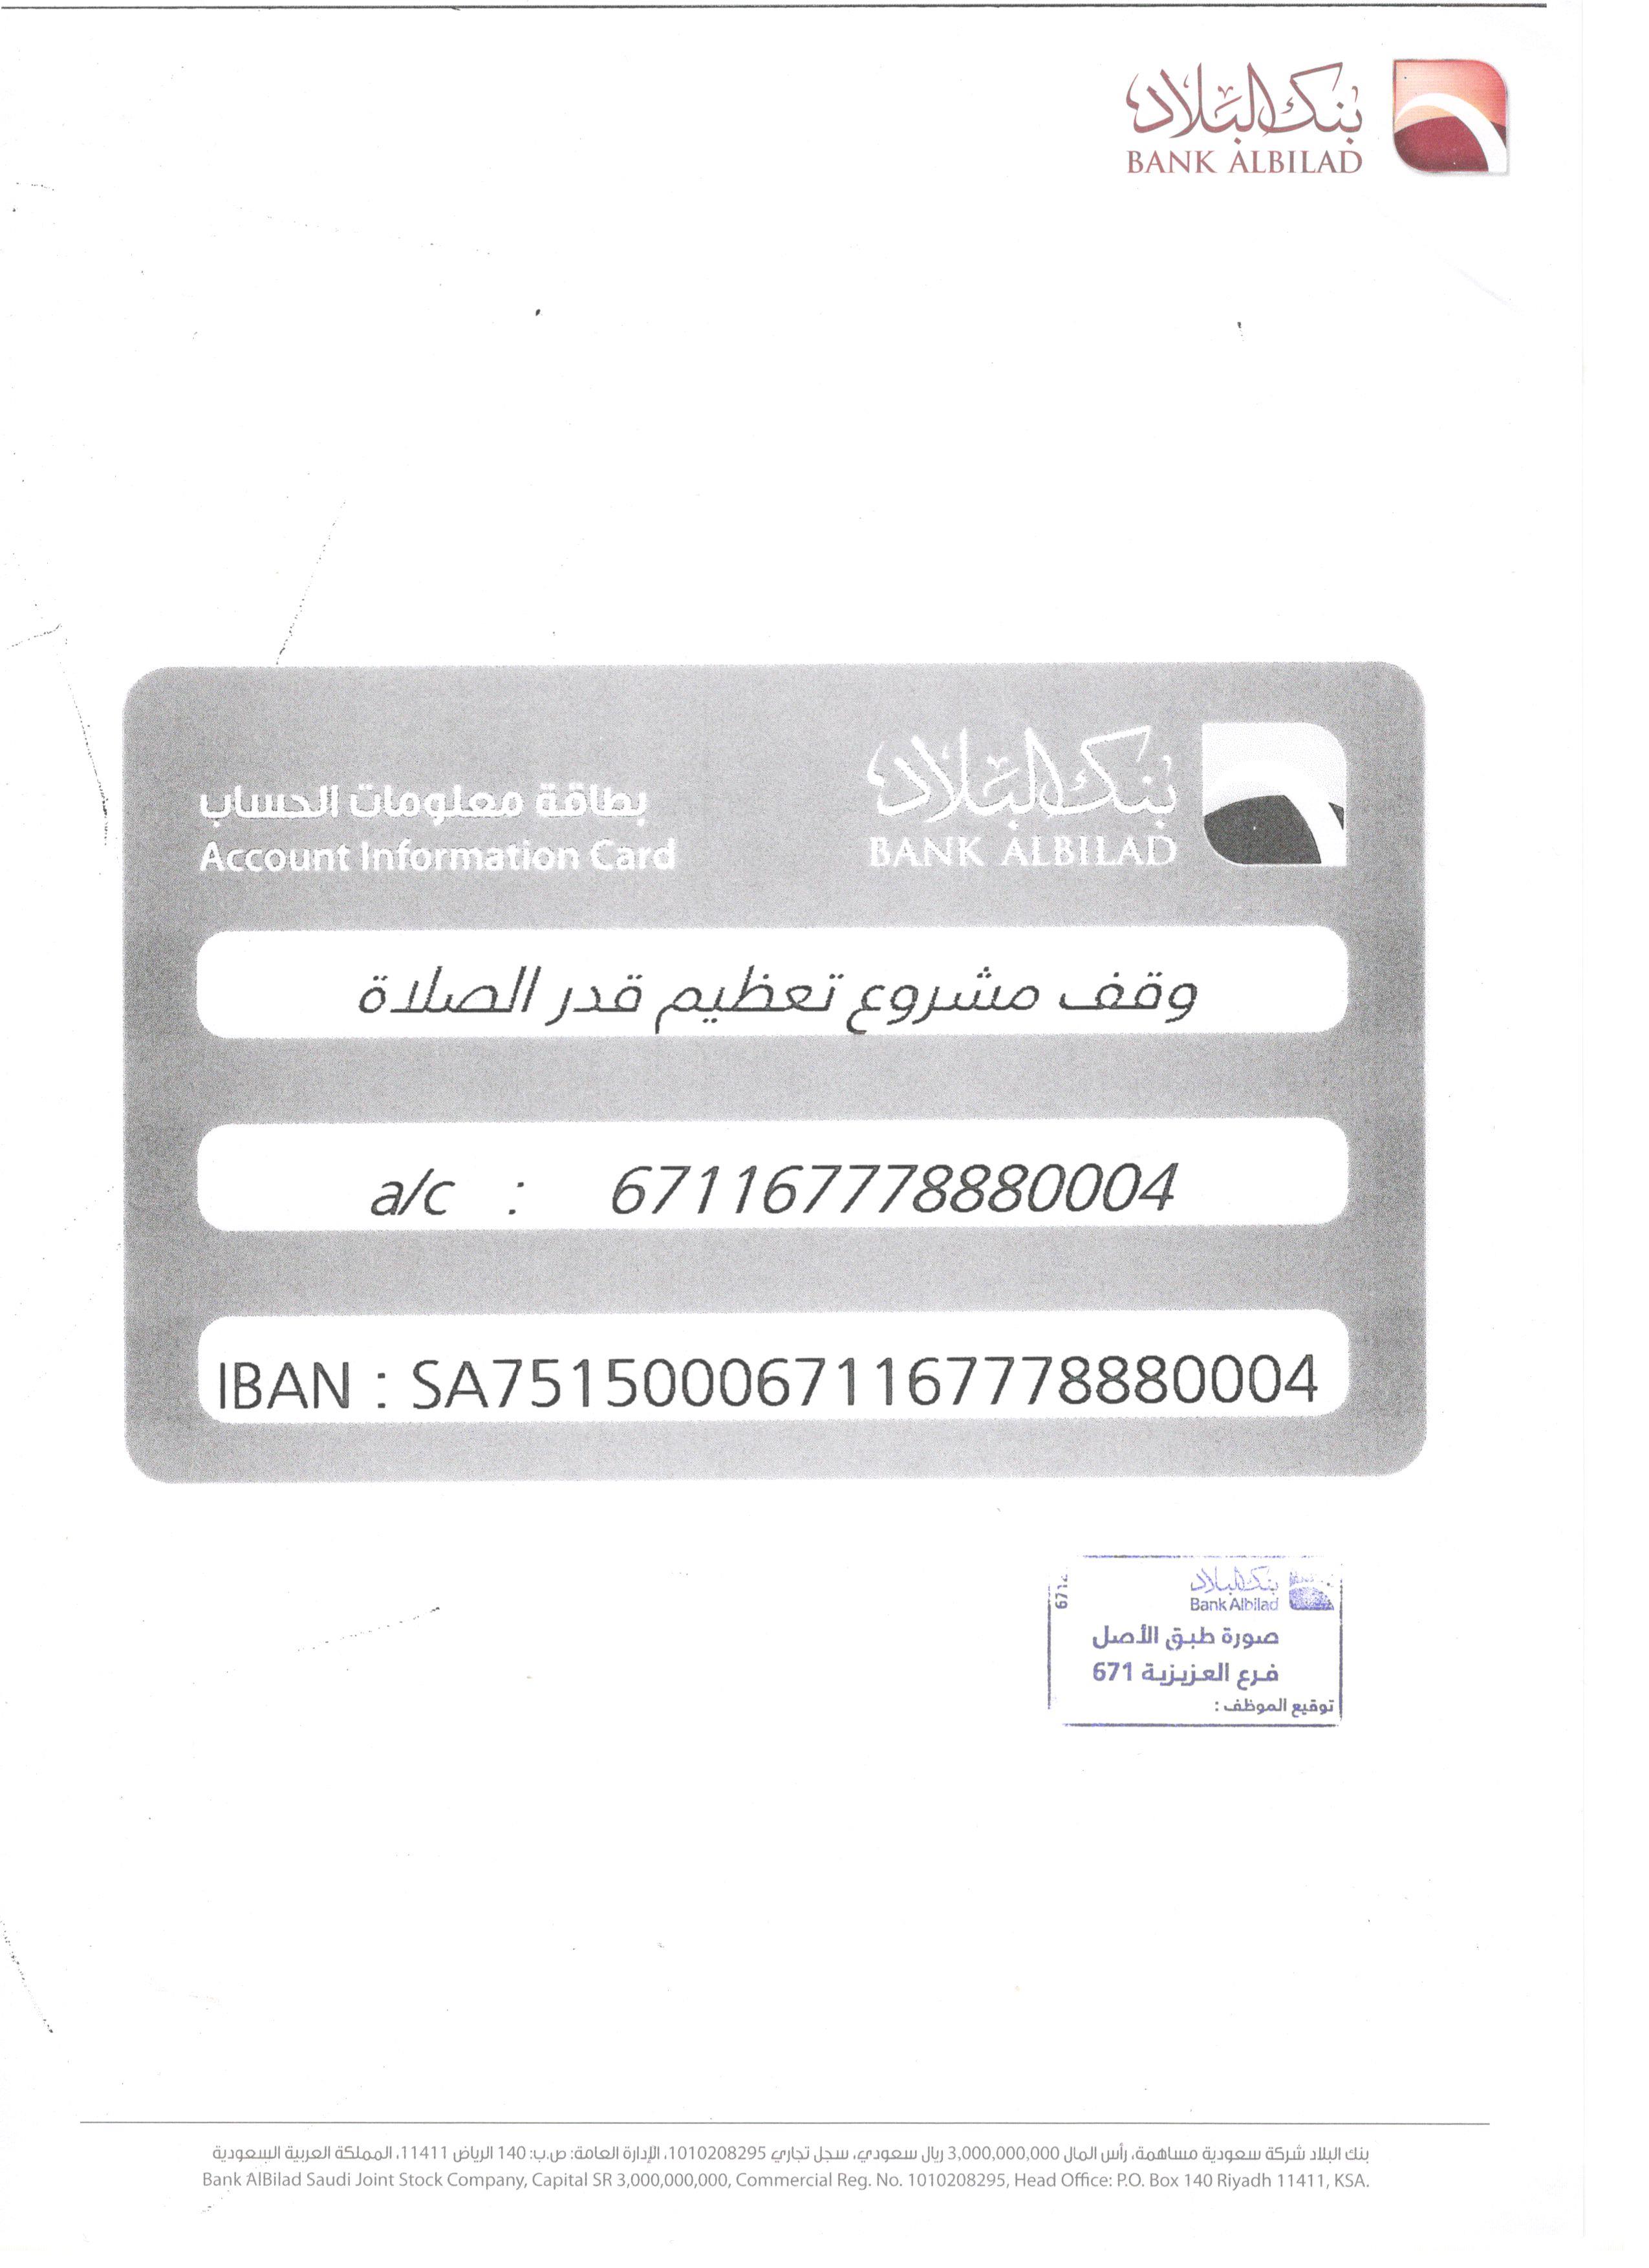 بنك البلاد
BANK ALBILAD
بنك البلاد
BANK ALBILAD
بطاقة معلومات الحساب
Account Information Card
وقف مشروع تعظيم قدر الصلاة
a/c : 671167778880004
IBAN : SA7515000671167778880004
بنك البلاد
Bank Albilad
صورة طبق الأصل
فرع العزيزية 671
توقيع الموظف :
بنك البلاد شركة سعودية مساهمة، رأس المال 3,000,000,000 ريال سعودي، سجل تجاري 1010208295، الإدارة العامة: ص.ب: 140 الرياض 11411، المملكة العربية السعودية
Bank AlBilad Saudi Joint Stock Company, Capital SR 3,000,000,000, Commercial Reg. No. 1010208295, Head Office: P.O. Box 140 Riyadh 11411, KSA.